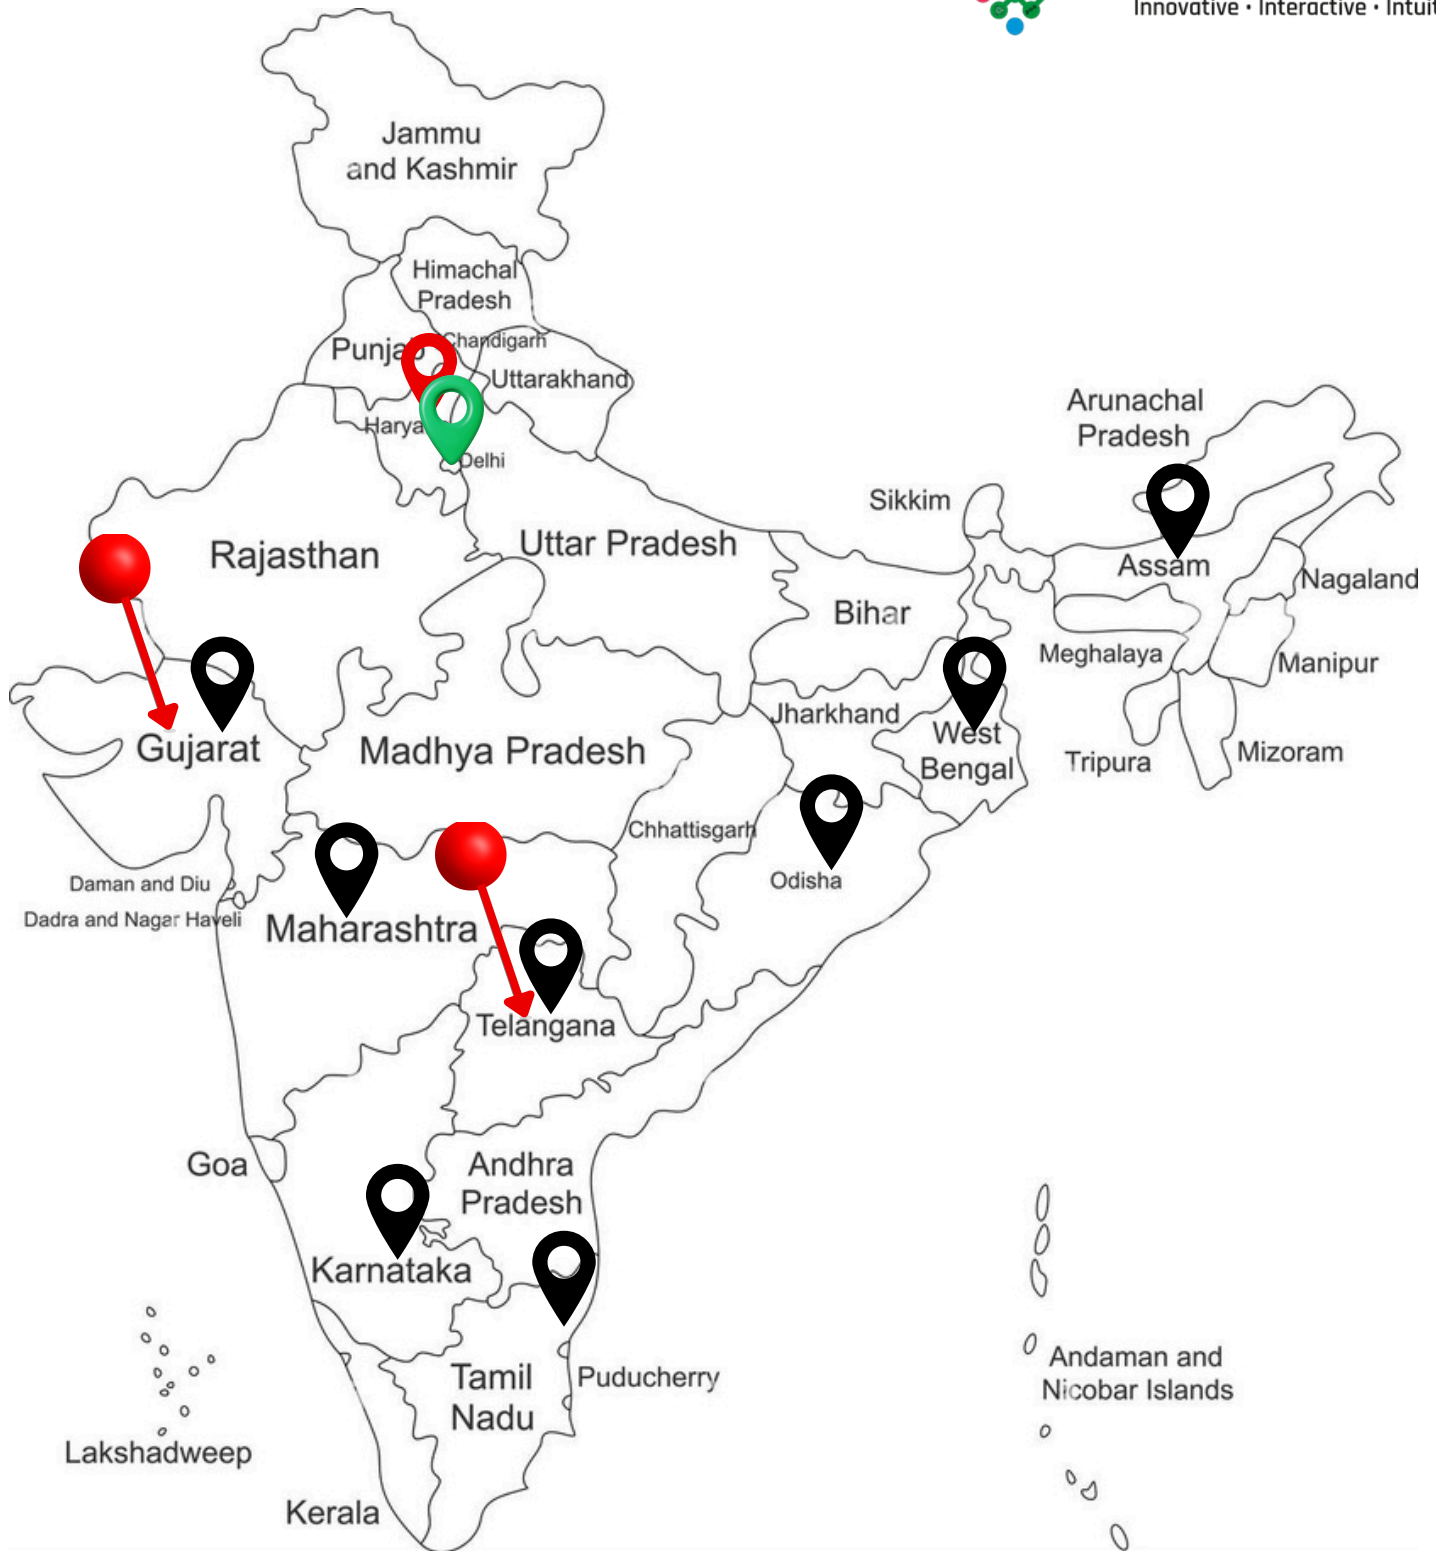 Innovative • Interactive • Intuit
Jammu
and Kashmir
Himachal
Pradesh
Punjab
Chandigarh
Uttarakhand
Harya
Delhi
Arunachal
Pradesh
Sikkim
Rajasthan
Uttar Pradesh
Assam
Nagaland
Bihar
Meghalaya
Manipur
Jharkhand
West
Bengal
Gujarat
Madhya Pradesh
Tripura
Mizoram
Chhattisgarh
Odisha
Daman and Diu
Dadra and Nagar Haveli
Maharashtra
Telangana
Goa
Andhra
Pradesh
Karnataka
Tamil
Nadu
Puducherry
Andaman and
Nicobar Islands
Lakshadweep
Kerala